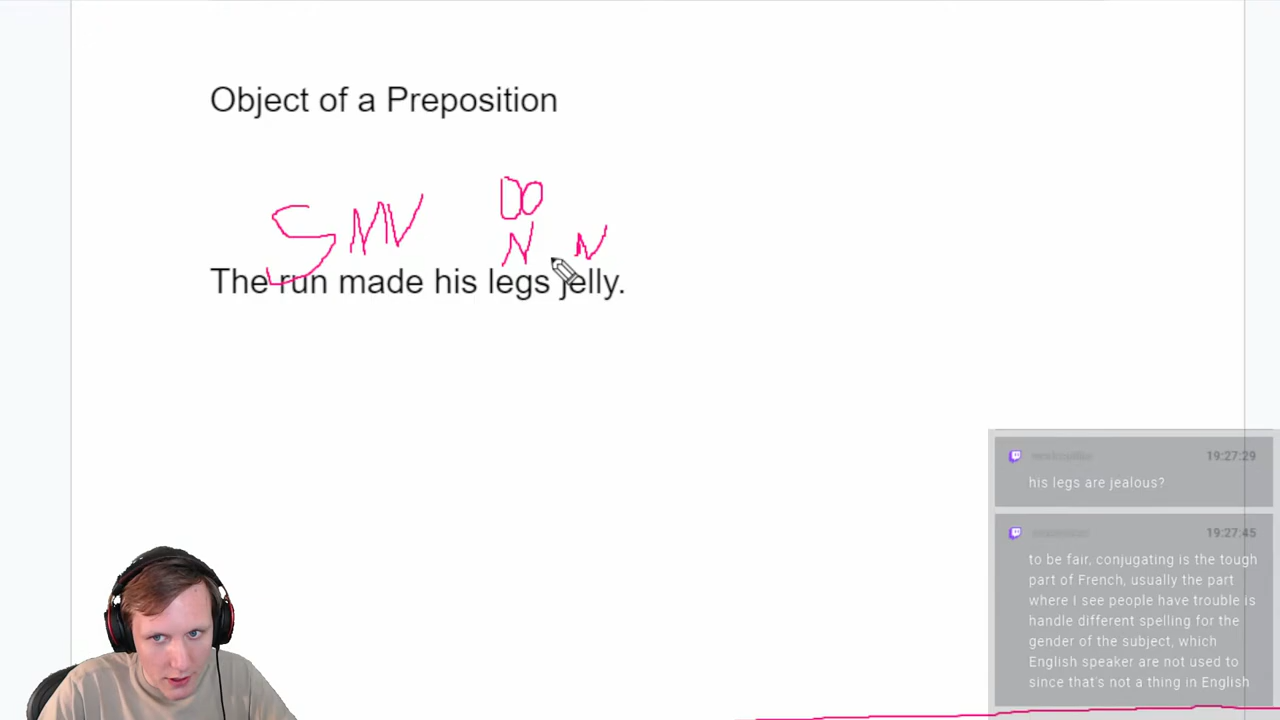 Object of a Preposition
DO
S MV
N N
The run made his legs jelly.
19:27:29
his legs are jealous?
19:27:45
to be fair, conjugating is the tough
part of French, usually the part
where i see people have trouble is
handle different spelling for the
gender of the subject, which
English speaker are not used to
since that's not a thing in English